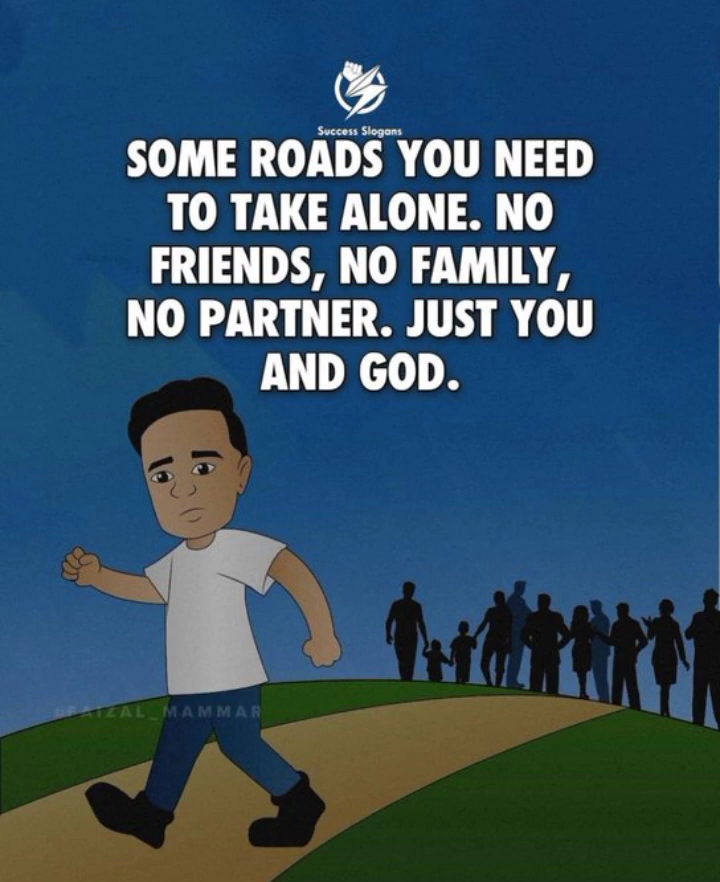 Success Slogans
SOME ROADS YOU NEED
TO TAKE ALONE. NO
FRIENDS, NO FAMILY,
NO PARTNER. JUST YOU
AND GOD.
@FAIZAL_MAMMAR